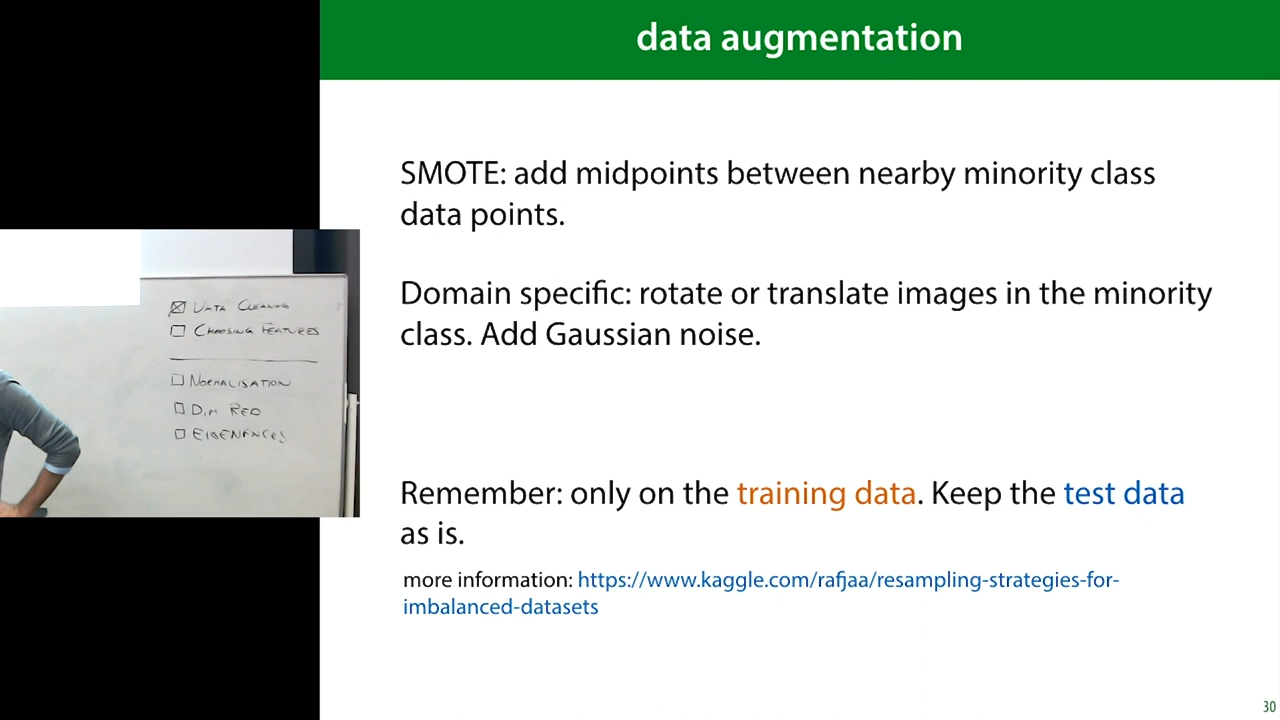 data augmentation
SMOTE: add midpoints between nearby minority class
data points.
Domain specific: rotate or translate images in the minority
class. Add Gaussian noise.
Remember: only on the training data. Keep the test data
as is.
more information: https://www.kaggle.com/rafjaa/resampling-strategies-for-
imbalanced-datasets
30
DATA CLEANING
CHOOSING FEATURES
NORMALISATION
DIM RED
EIGENFACES